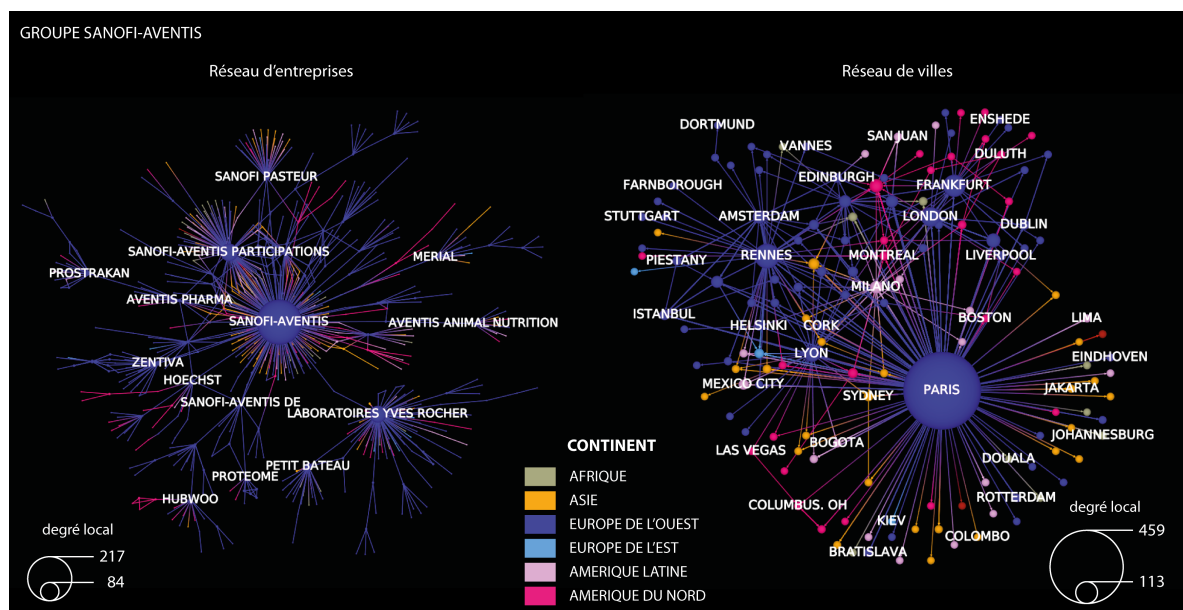 GROUPE SANOFI-AVENTIS
Réseau d’entreprises
SANOFI PASTEUR
SANOFI-AVENTIS PARTICIPATIONS
MERIAL
PROSTRAKAN
AVENTIS PHARMA
SANOFI-AVENTIS
AVENTIS ANIMAL NUTRITION
ZENTIVA
HOECHST
SANOFI-AVENTIS DE
LABORATOIRES YVES ROCHER
PETIT BATEAU
PROTEOME
HUBWOO
degré local
217
84
Réseau de villes
DORTMUND
VANNES
SAN JUAN
ENSHEDE
DULUTH
EDINBURGH
FRANKFURT
FARNBOROUGH
STUTTGART
AMSTERDAM
LONDON
DUBLIN
PIESTANY
RENNES
MONTREAL
LIVERPOOL
MILANO
ISTANBUL
HELSINKI
CORK
BOSTON
LIMA
LYON
EINDHOVEN
MEXICO CITY
SYDNEY
PARIS
JAKARTA
LAS VEGAS
BOGOTA
JOHANNESBURG
DOUALA
COLUMBUS. OH
ROTTERDAM
KIEV
COLOMBO
BRATISLAVA
degré local
459
113
CONTINENT
AFRIQUE
ASIE
EUROPE DE L’OUEST
EUROPE DE L’EST
AMERIQUE LATINE
AMERIQUE DU NORD